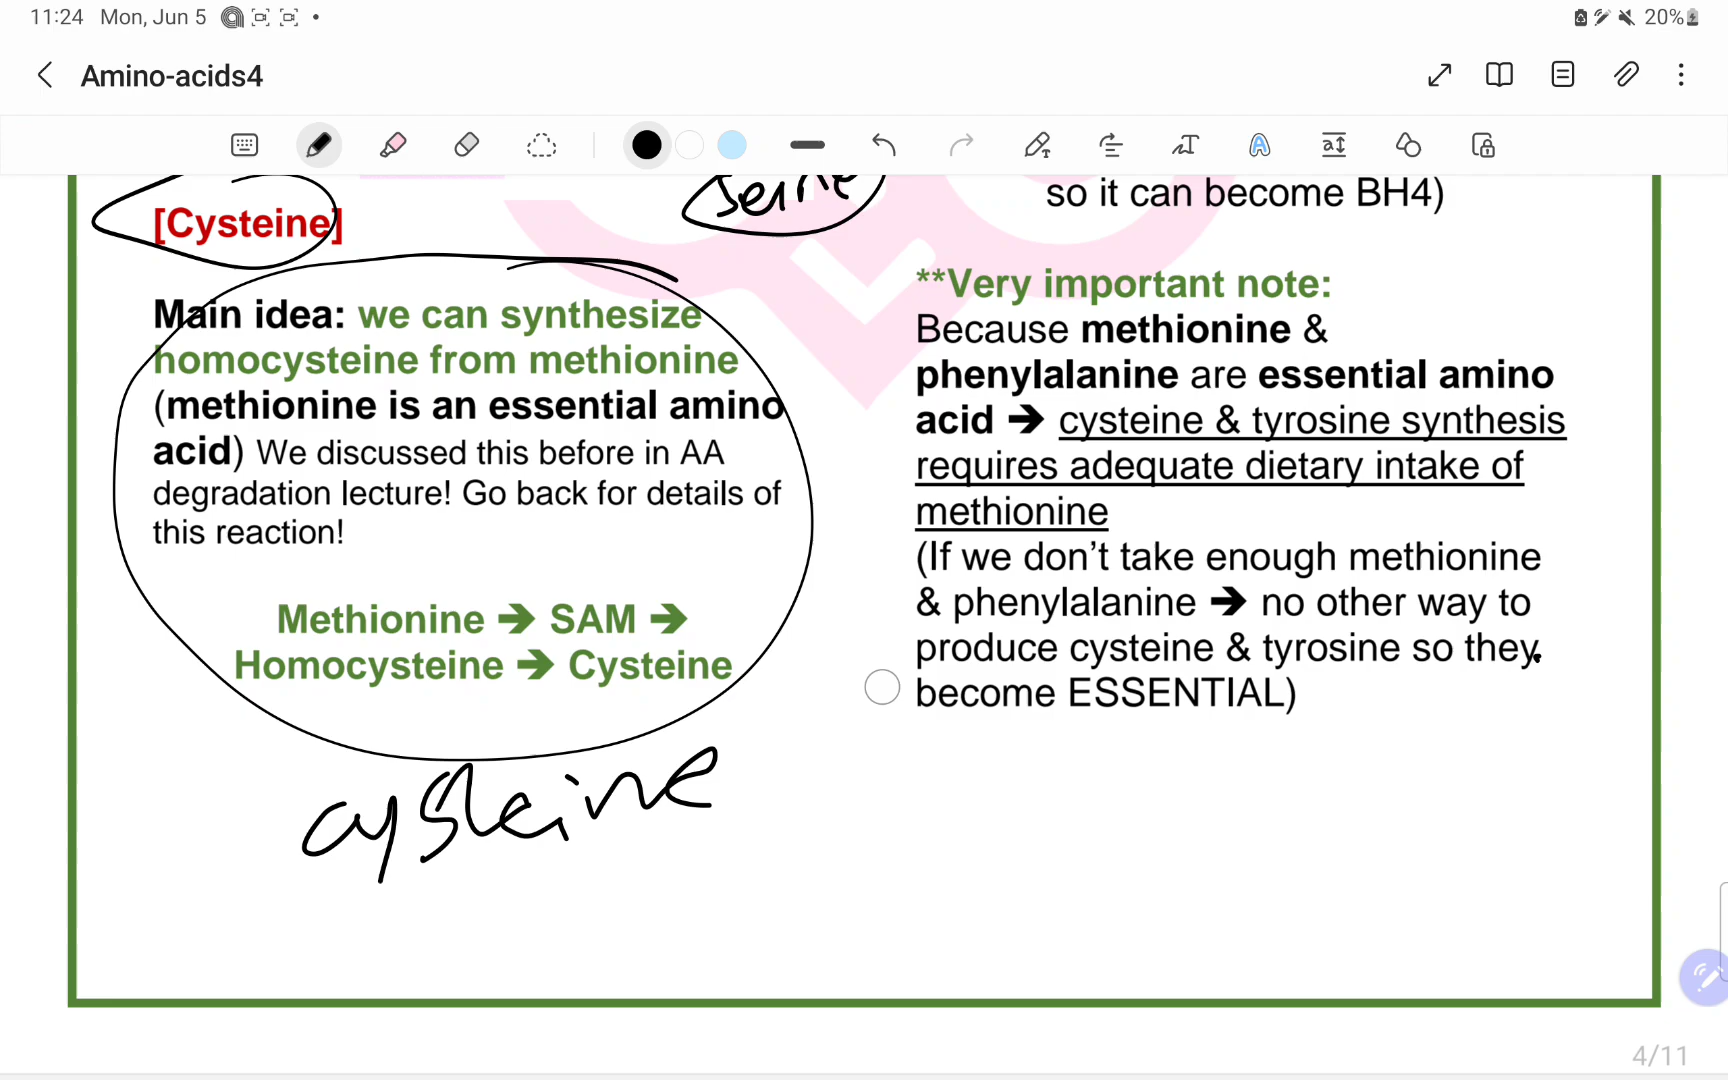 11:24 Mon, Jun 5
20%
Amino-acids4
[Cysteine]
serine
Main idea: we can synthesize
homocysteine from methionine
(methionine is an essential amino
acid) We discussed this before in AA
degradation lecture! Go back for details of
this reaction!
Methionine ➔ SAM ➔
Homocysteine ➔ Cysteine
cysteine
so it can become BH4)
**Very important note:
Because methionine &
phenylalanine are essential amino
acid ➔ cysteine & tyrosine synthesis
requires adequate dietary intake of
methionine
(If we don’t take enough methionine
& phenylalanine ➔ no other way to
produce cysteine & tyrosine so they
become ESSENTIAL)
4/11